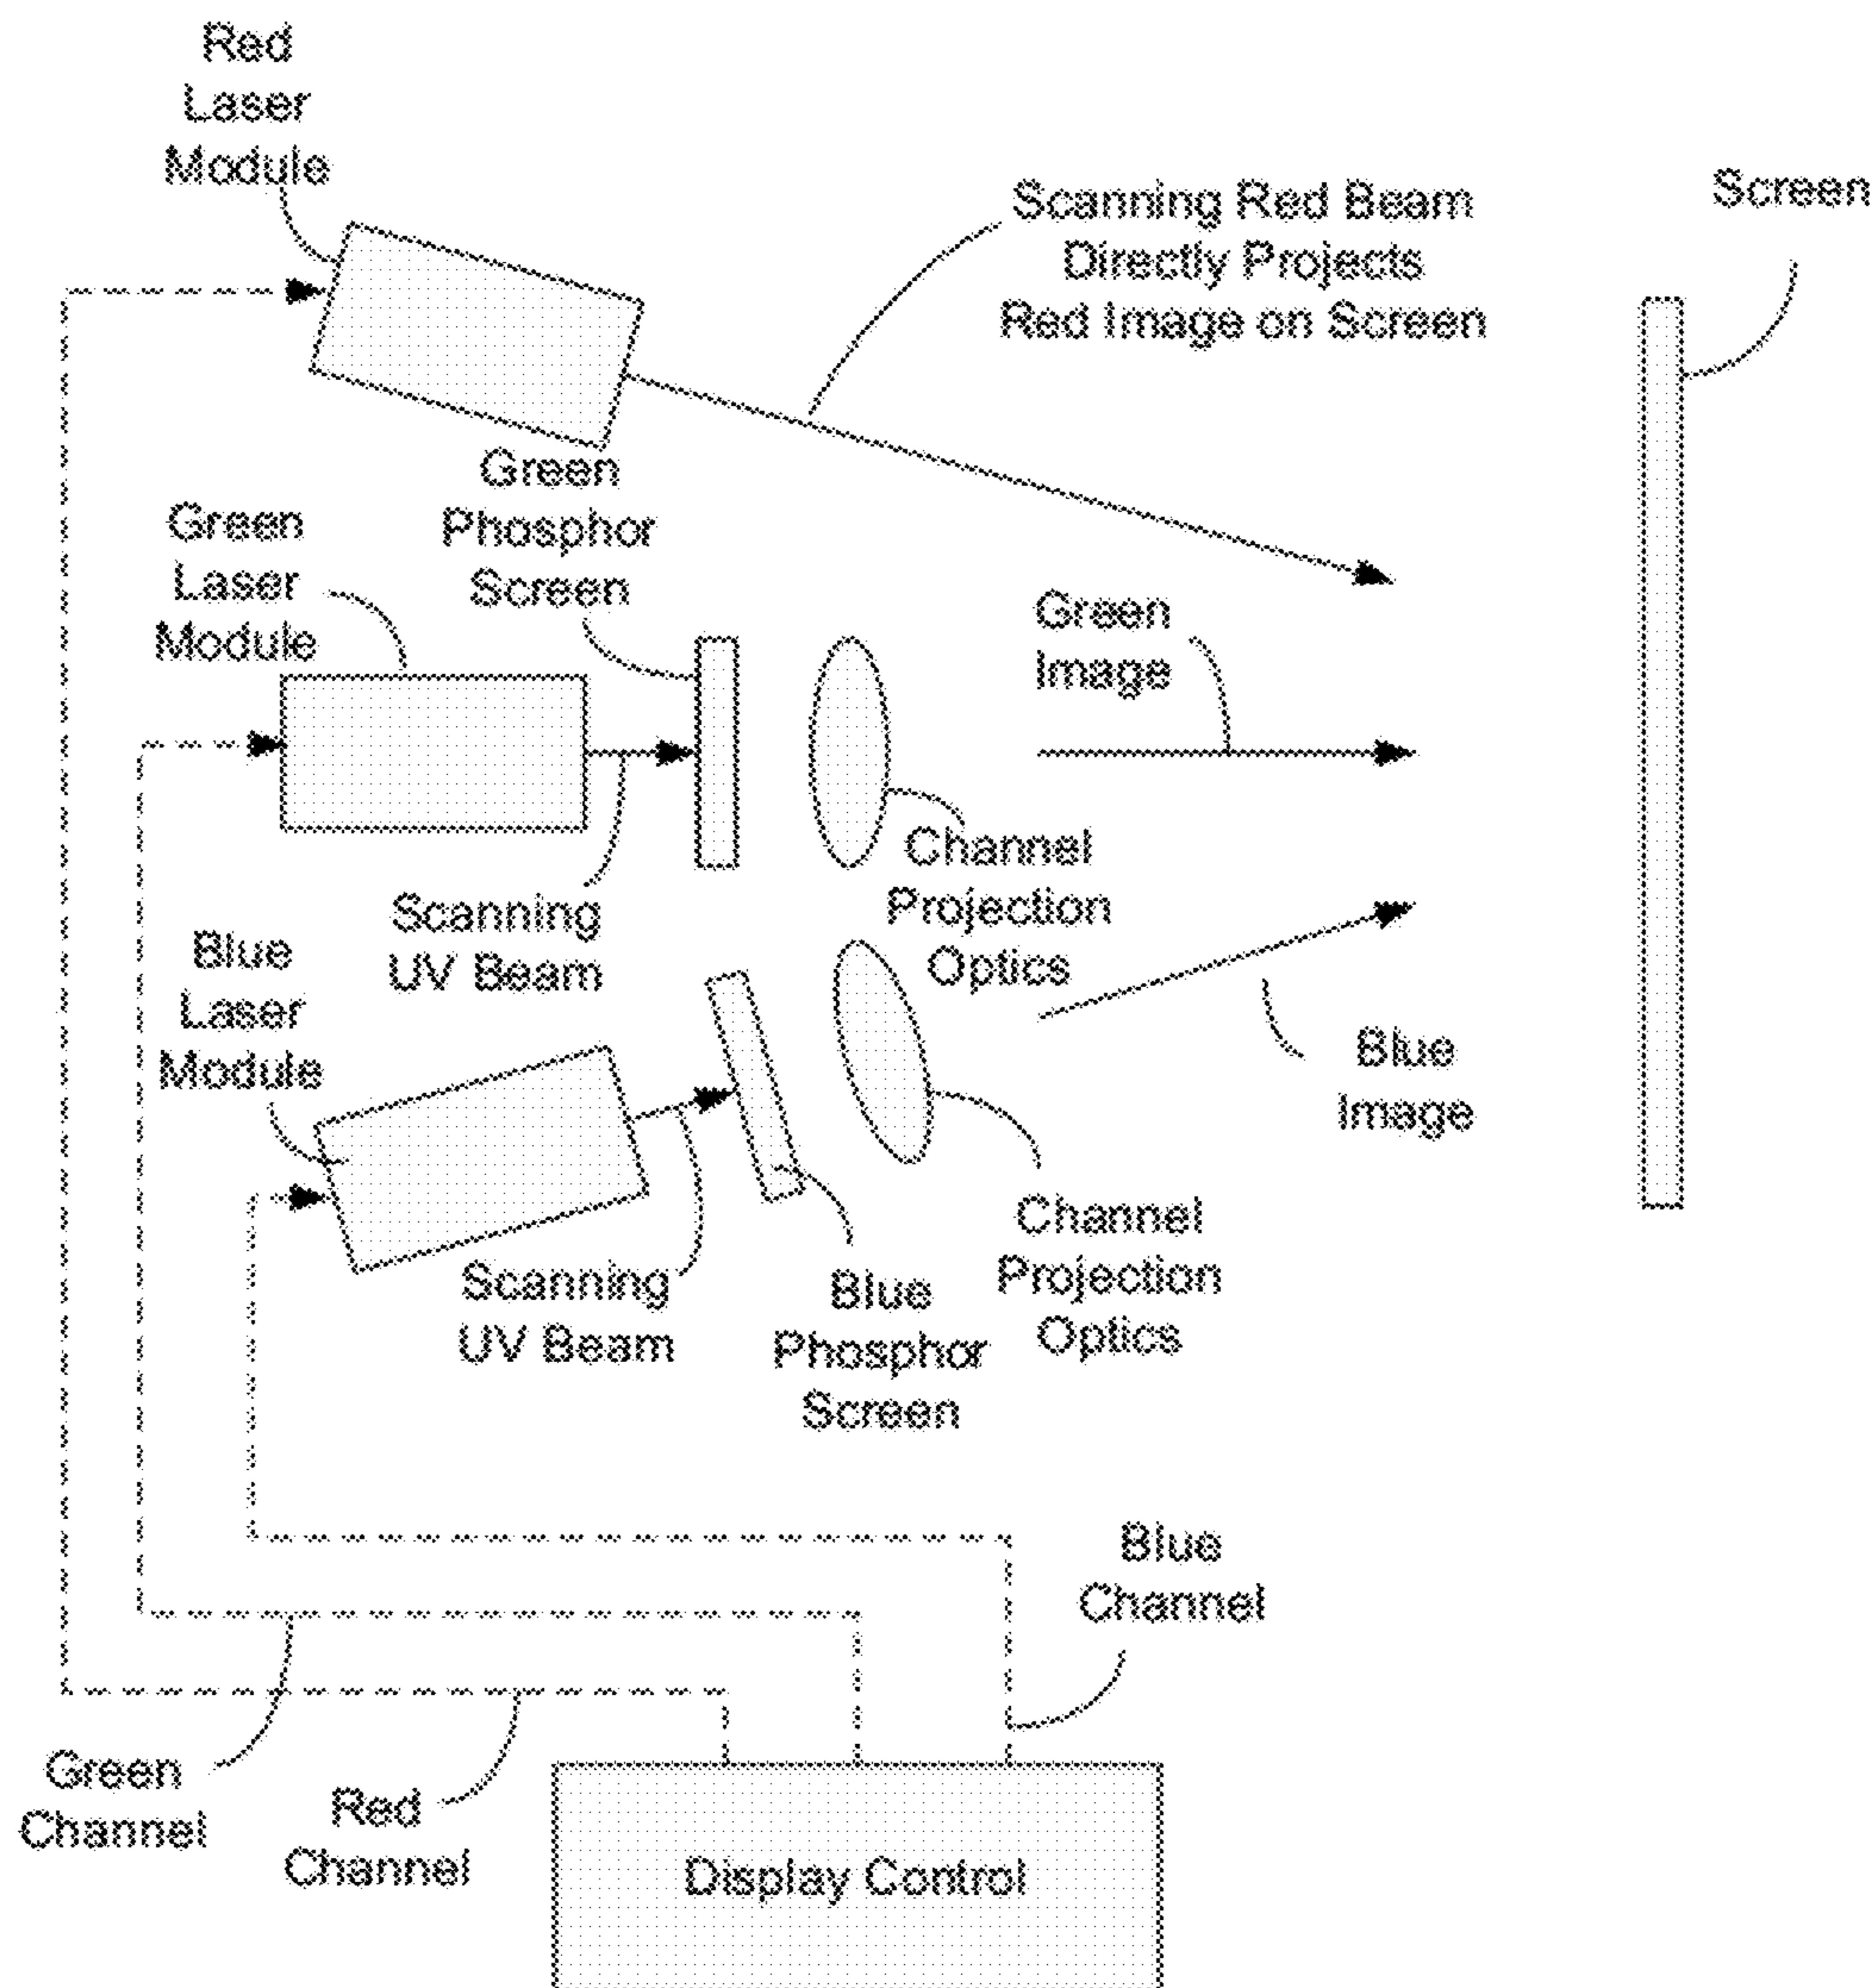 Red
Laser
Module
Scanning Red Beam
Directly Projects
Red Image on Screen
Screen
Green
Phosphor
Screen
Green
Laser
Module
Green
Image
Channel
Projection
Optics
Scanning
UV Beam
Blue
Laser
Module
Blue
Image
Scanning
UV Beam
Blue
Phosphor
Screen
Channel
Projection
Optics
Blue
Channel
Green
Channel
Red
Channel
Display Control